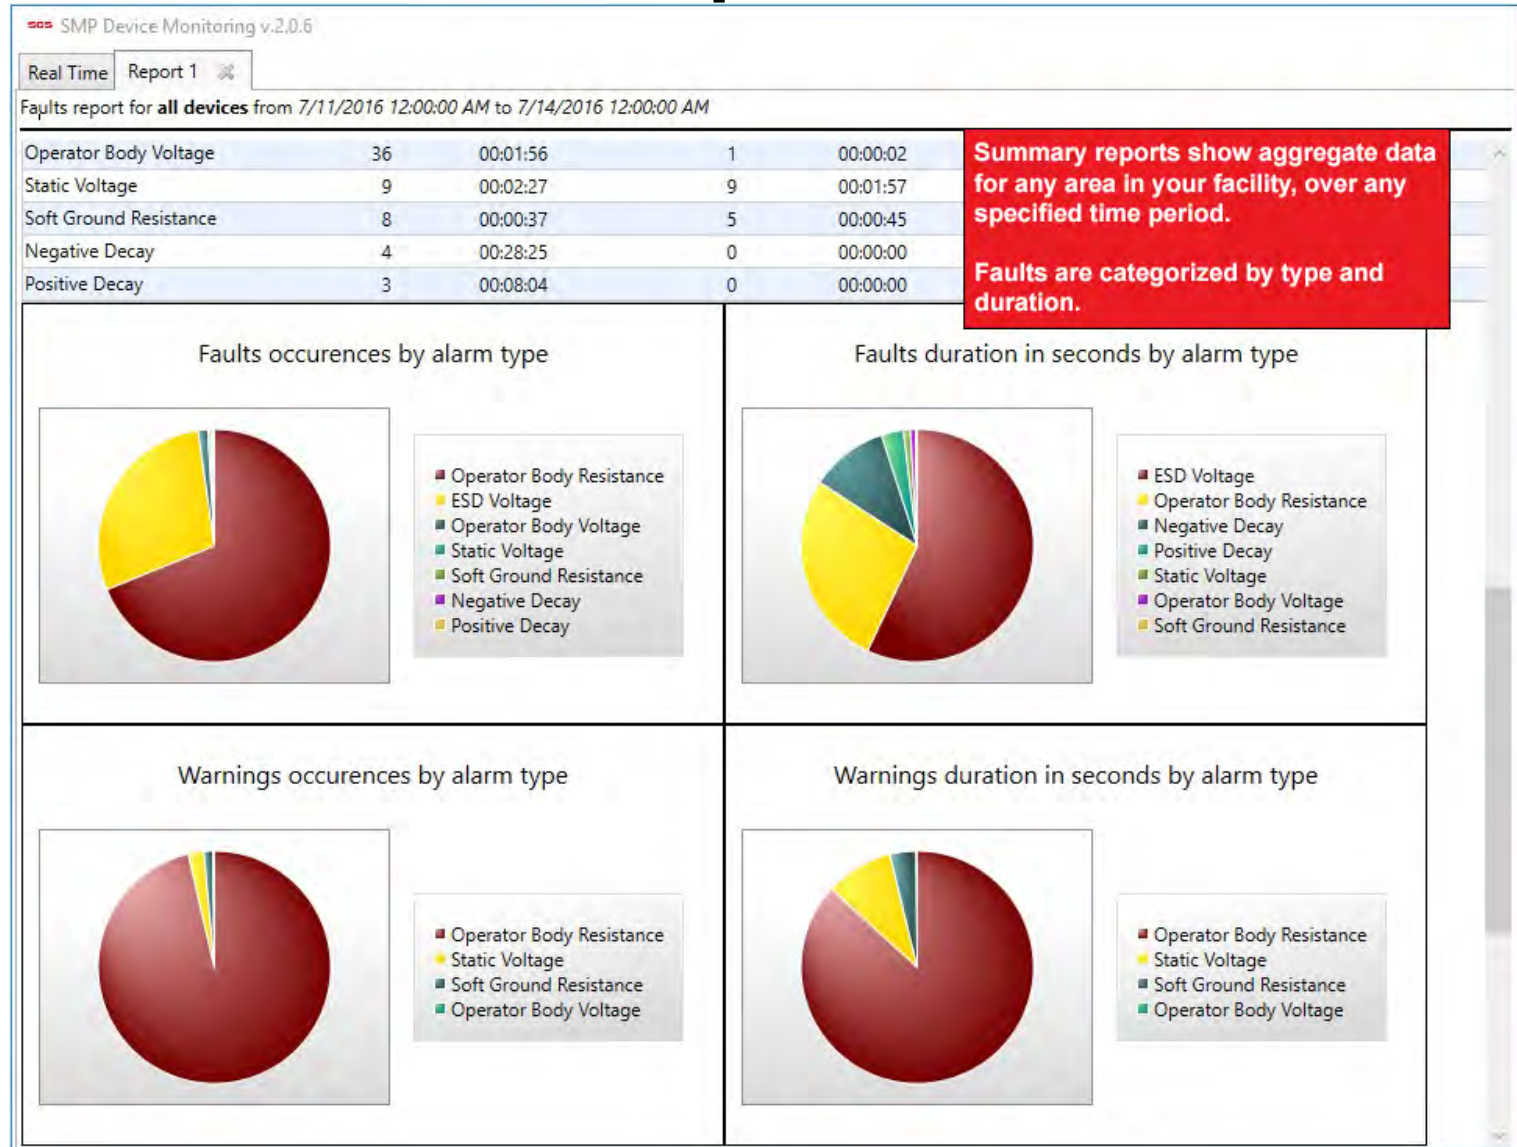 SGS SMP Device Monitoring v.2.0.6
Real Time Report 1
Faults report for all devices from 7/11/2016 12:00:00 AM to 7/14/2016 12:00:00 AM
Operator Body Voltage 36 00:01:56 1 00:00:02
Static Voltage 9 00:02:27 9 00:01:57
Soft Ground Resistance 8 00:00:37 5 00:00:45
Negative Decay 4 00:28:25 0 00:00:00
Positive Decay 3 00:08:04 0 00:00:00
Summary reports show aggregate data
for any area in your facility, over any
specified time period.
Faults are categorized by type and
duration.
Faults occurences by alarm type
Operator Body Resistance
ESD Voltage
Operator Body Voltage
Static Voltage
Soft Ground Resistance
Negative Decay
Positive Decay
Faults duration in seconds by alarm type
ESD Voltage
Operator Body Resistance
Negative Decay
Positive Decay
Static Voltage
Operator Body Voltage
Soft Ground Resistance
Warnings occurences by alarm type
Operator Body Resistance
Static Voltage
Soft Ground Resistance
Operator Body Voltage
Warnings duration in seconds by alarm type
Operator Body Resistance
Static Voltage
Soft Ground Resistance
Operator Body Voltage